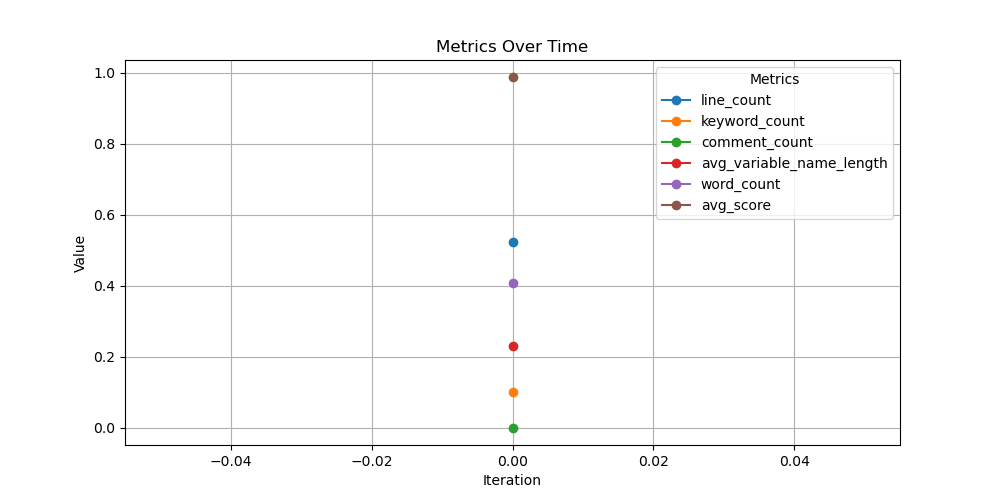 Metrics Over Time
Metrics
line_count
keyword_count
comment_count
avg_variable_name_length
word_count
avg_score
Value
1.0
0.8
0.6
0.4
0.2
0.0
−0.04 −0.02 0.00 0.02 0.04
Iteration